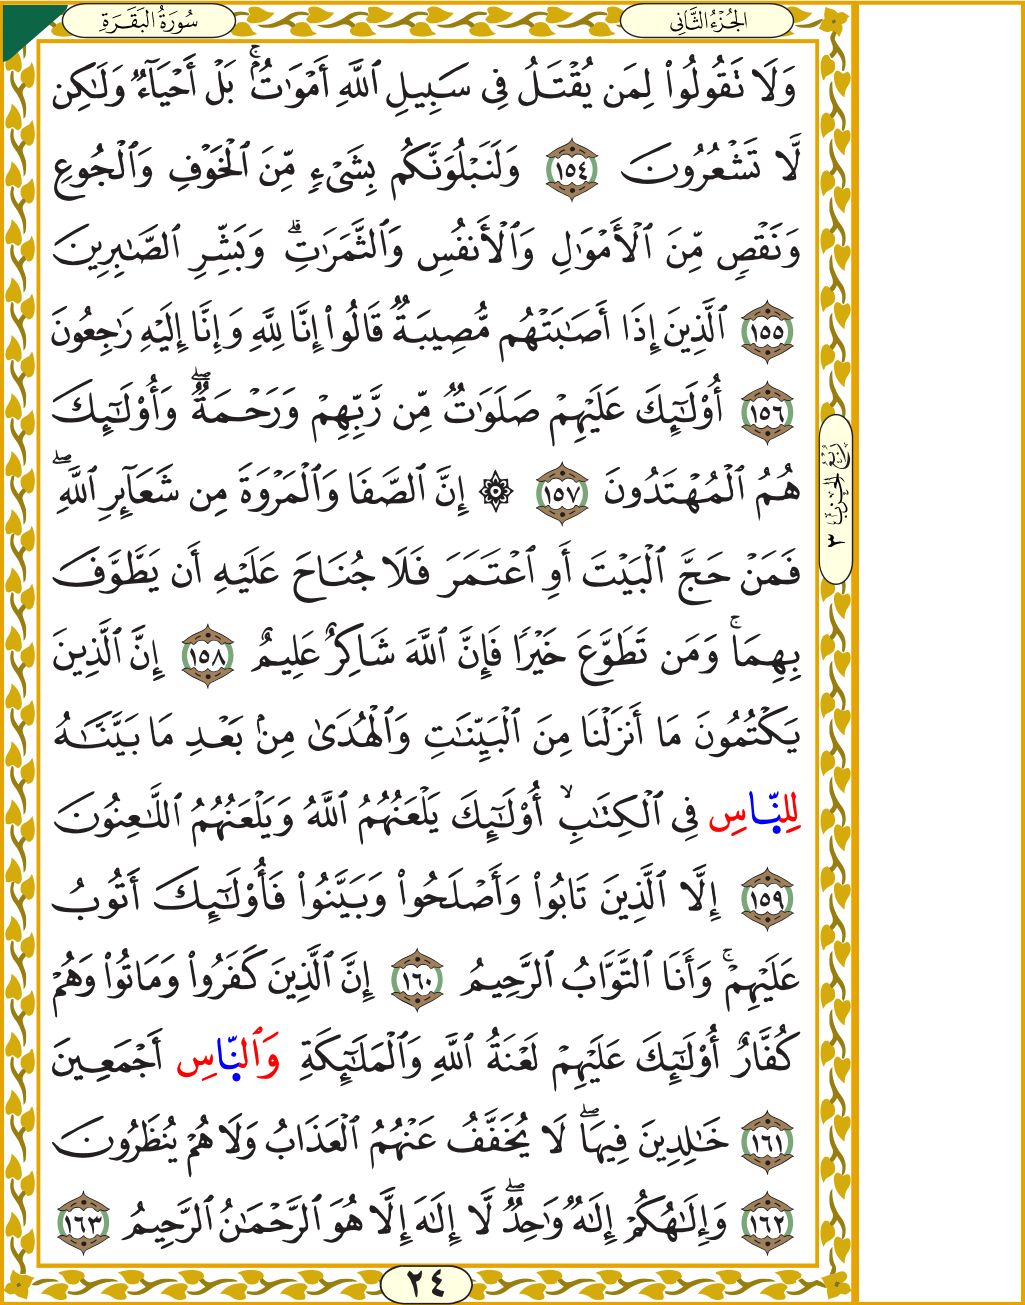 سُورَةُ البَقَرَةِ
الجُزْءُ الثَّانِي
وَلَا تَقُولُوا۟ لِمَن يُقْتَلُ فِى سَبِيلِ ٱللَّهِ أَمْوَٰتٌۢ ۚ بَلْ أَحْيَآءٌۭ وَلَـٰكِن
لَّا تَشْعُرُونَ ١٥٤ وَلَنَبْلُوَنَّكُم بِشَىْءٍۢ مِّنَ ٱلْخَوْفِ وَٱلْجُوعِ
وَنَقْصٍۢ مِّنَ ٱلْأَمْوَٰلِ وَٱلْأَنفُسِ وَٱلثَّمَرَٰتِ ۗ وَبَشِّرِ ٱلصَّـٰبِرِينَ
١٥٥ ٱلَّذِينَ إِذَآ أَصَـٰبَتْهُم مُّصِيبَةٌۭ قَالُوٓا۟ إِنَّا لِلَّهِ وَإِنَّآ إِلَيْهِ رَٰجِعُونَ
١٥٦ أُو۟لَـٰٓئِكَ عَلَيْهِمْ صَلَوَٰتٌۭ مِّن رَّبِّهِمْ وَرَحْمَةٌۭ ۖ وَأُو۟لَـٰٓئِكَ
هُمُ ٱلْمُهْتَدُونَ ١٥٧ ۞ إِنَّ ٱلصَّفَا وَٱلْمَرْوَةَ مِن شَعَآئِرِ ٱللَّهِ ۖ
فَمَنْ حَجَّ ٱلْبَيْتَ أَوِ ٱعْتَمَرَ فَلَا جُنَاحَ عَلَيْهِ أَن يَطَّوَّفَ
بِهِمَا ۚ وَمَن تَطَوَّعَ خَيْرًۭا فَإِنَّ ٱللَّهَ شَاكِرٌ عَلِيمٌ ١٥٨ إِنَّ ٱلَّذِينَ
يَكْتُمُونَ مَآ أَنزَلْنَا مِنَ ٱلْبَيِّنَـٰتِ وَٱلْهُدَىٰ مِنۢ بَعْدِ مَا بَيَّنَّـٰهُ
لِلنَّاسِ فِى ٱلْكِتَـٰبِ ۙ أُو۟لَـٰٓئِكَ يَلْعَنُهُمُ ٱللَّهُ وَيَلْعَنُهُمُ ٱللَّـٰعِنُونَ
١٥٩ إِلَّا ٱلَّذِينَ تَابُوا۟ وَأَصْلَحُوا۟ وَبَيَّنُوا۟ فَأُو۟لَـٰٓئِكَ أَتُوبُ
عَلَيْهِمْ ۚ وَأَنَا ٱلتَّوَّابُ ٱلرَّحِيمُ ١٦٠ إِنَّ ٱلَّذِينَ كَفَرُوا۟ وَمَاتُوا۟ وَهُمْ
كُفَّارٌ أُو۟لَـٰٓئِكَ عَلَيْهِمْ لَعْنَةُ ٱللَّهِ وَٱلْمَلَـٰٓئِكَةِ وَٱلنَّاسِ أَجْمَعِينَ
١٦١ خَـٰلِدِينَ فِيهَا ۖ لَا يُخَفَّفُ عَنْهُمُ ٱلْعَذَابُ وَلَا هُمْ يُنظَرُونَ
١٦٢ وَإِلَـٰهُكُمْ إِلَـٰهٌۭ وَٰحِدٌۭ ۖ لَّآ إِلَـٰهَ إِلَّا هُوَ ٱلرَّحْمَـٰنُ ٱلرَّحِيمُ ١٦٣
رُبْعُ الحِزْبِ ٣
٢٤